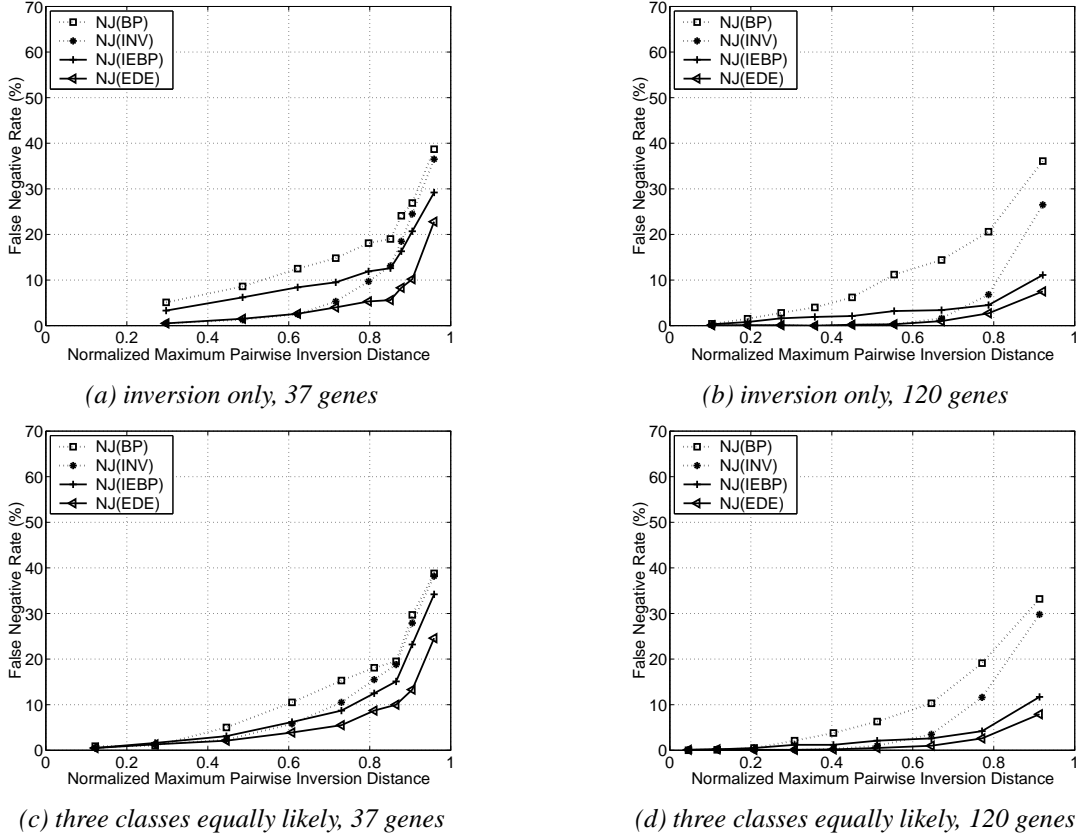 70
60
50
40
30
20
10
0
False Negative Rate (%)
NJ(BP)
NJ(INV)
NJ(IEBP)
NJ(EDE)
0 0.2 0.4 0.6 0.8 1
Normalized Maximum Pairwise Inversion Distance
(a) inversion only, 37 genes
70
60
50
40
30
20
10
0
False Negative Rate (%)
NJ(BP)
NJ(INV)
NJ(IEBP)
NJ(EDE)
0 0.2 0.4 0.6 0.8 1
Normalized Maximum Pairwise Inversion Distance
(b) inversion only, 120 genes
70
60
50
40
30
20
10
0
False Negative Rate (%)
NJ(BP)
NJ(INV)
NJ(IEBP)
NJ(EDE)
0 0.2 0.4 0.6 0.8 1
Normalized Maximum Pairwise Inversion Distance
(c) three classes equally likely, 37 genes
70
60
50
40
30
20
10
0
False Negative Rate (%)
NJ(BP)
NJ(INV)
NJ(IEBP)
NJ(EDE)
0 0.2 0.4 0.6 0.8 1
Normalized Maximum Pairwise Inversion Distance
(d) three classes equally likely, 120 genes